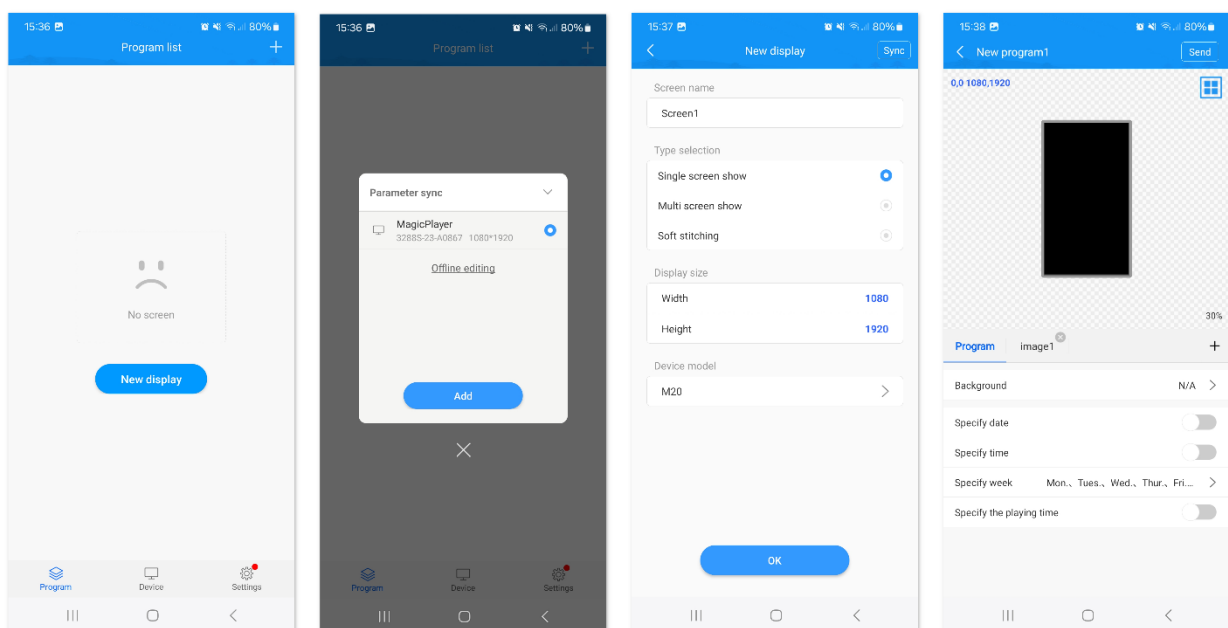 15:36 80%
Program list +
No screen
New display
Program Device Settings
15:36 80%
Program list +
Parameter sync
MagicPlayer
3288S-23-A0867 1080*1920
Offline editing
Add
Program Device Settings
15:37 80%
New display Sync
Screen name
Screen1
Type selection
Single screen show
Multi screen show
Soft stitching
Display size
Width 1080
Height 1920
Device model
M20
OK
15:38 80%
New program1 Send
0,0 1080,1920
30%
Program image1 +
Background N/A
Specify date
Specify time
Specify week Mon.、Tues.、Wed.、Thur.、Fri....
Specify the playing time